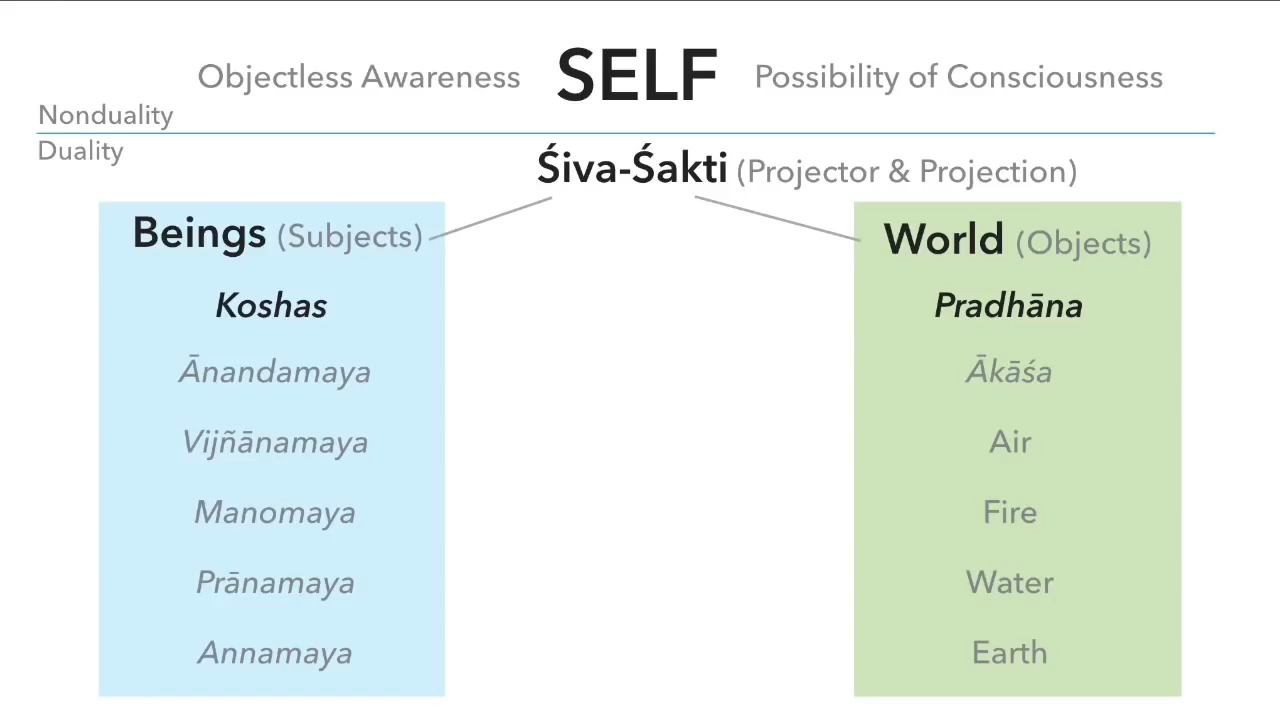 Objectless Awareness SELF Possibility of Consciousness
Nonduality
Duality
Śiva-Śakti (Projector & Projection)
Beings (Subjects)
Koshas
Ānandamaya
Vijñānamaya
Manomaya
Prānamaya
Annamaya
World (Objects)
Pradhāna
Ākāśa
Air
Fire
Water
Earth